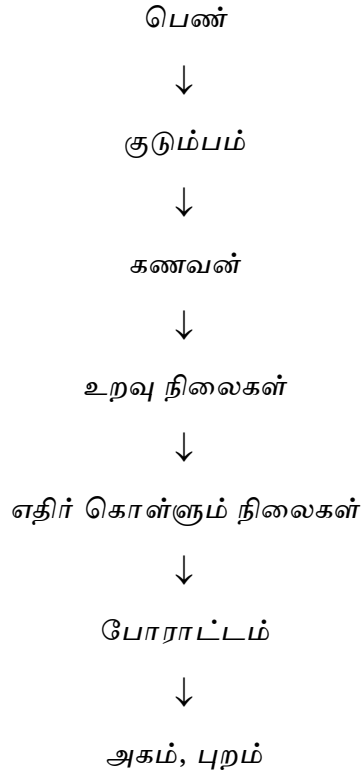 பெண்
↓
குடும்பம்
↓
கணவன்
↓
உறவு நிலைகள்
↓
எதிர் கொள்ளும் நிலைகள்
↓
போராட்டம்
↓
அகம், புறம்